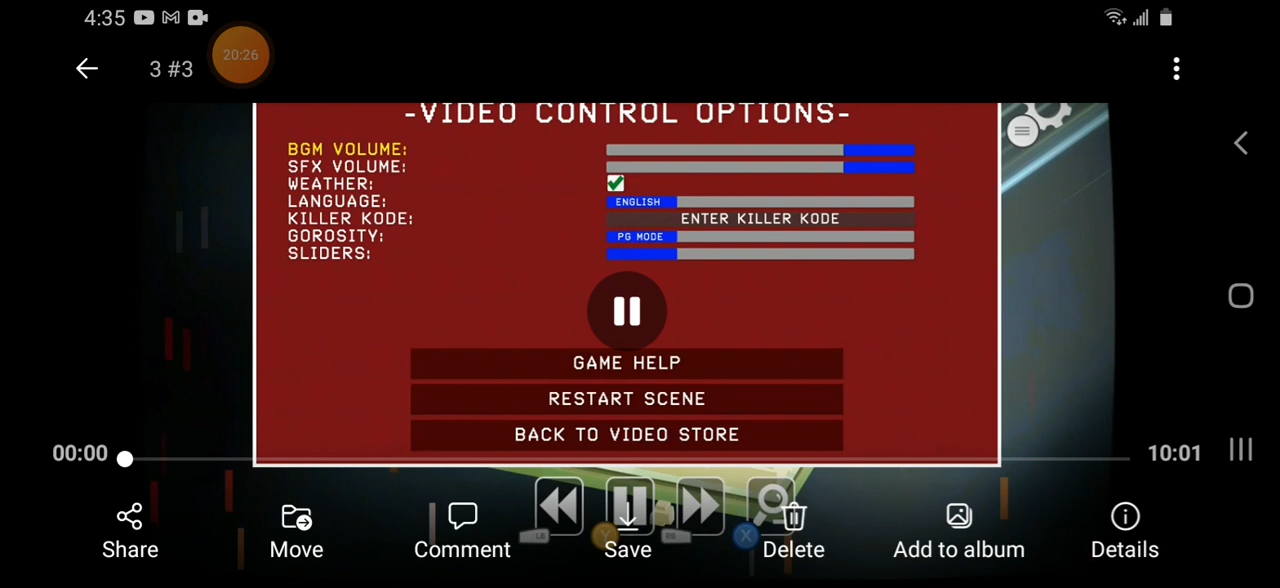 4:35
20:26
3 #3
-VIDEO CONTROL OPTIONS-
BGM VOLUME:
SFX VOLUME:
WEATHER:
LANGUAGE: ENGLISH
KILLER KODE: ENTER KILLER KODE
GOROSITY: PG MODE
SLIDERS:
GAME HELP
RESTART SCENE
BACK TO VIDEO STORE
00:00 10:01
LB Y RB X
Share Move Comment Save Delete Add to album Details